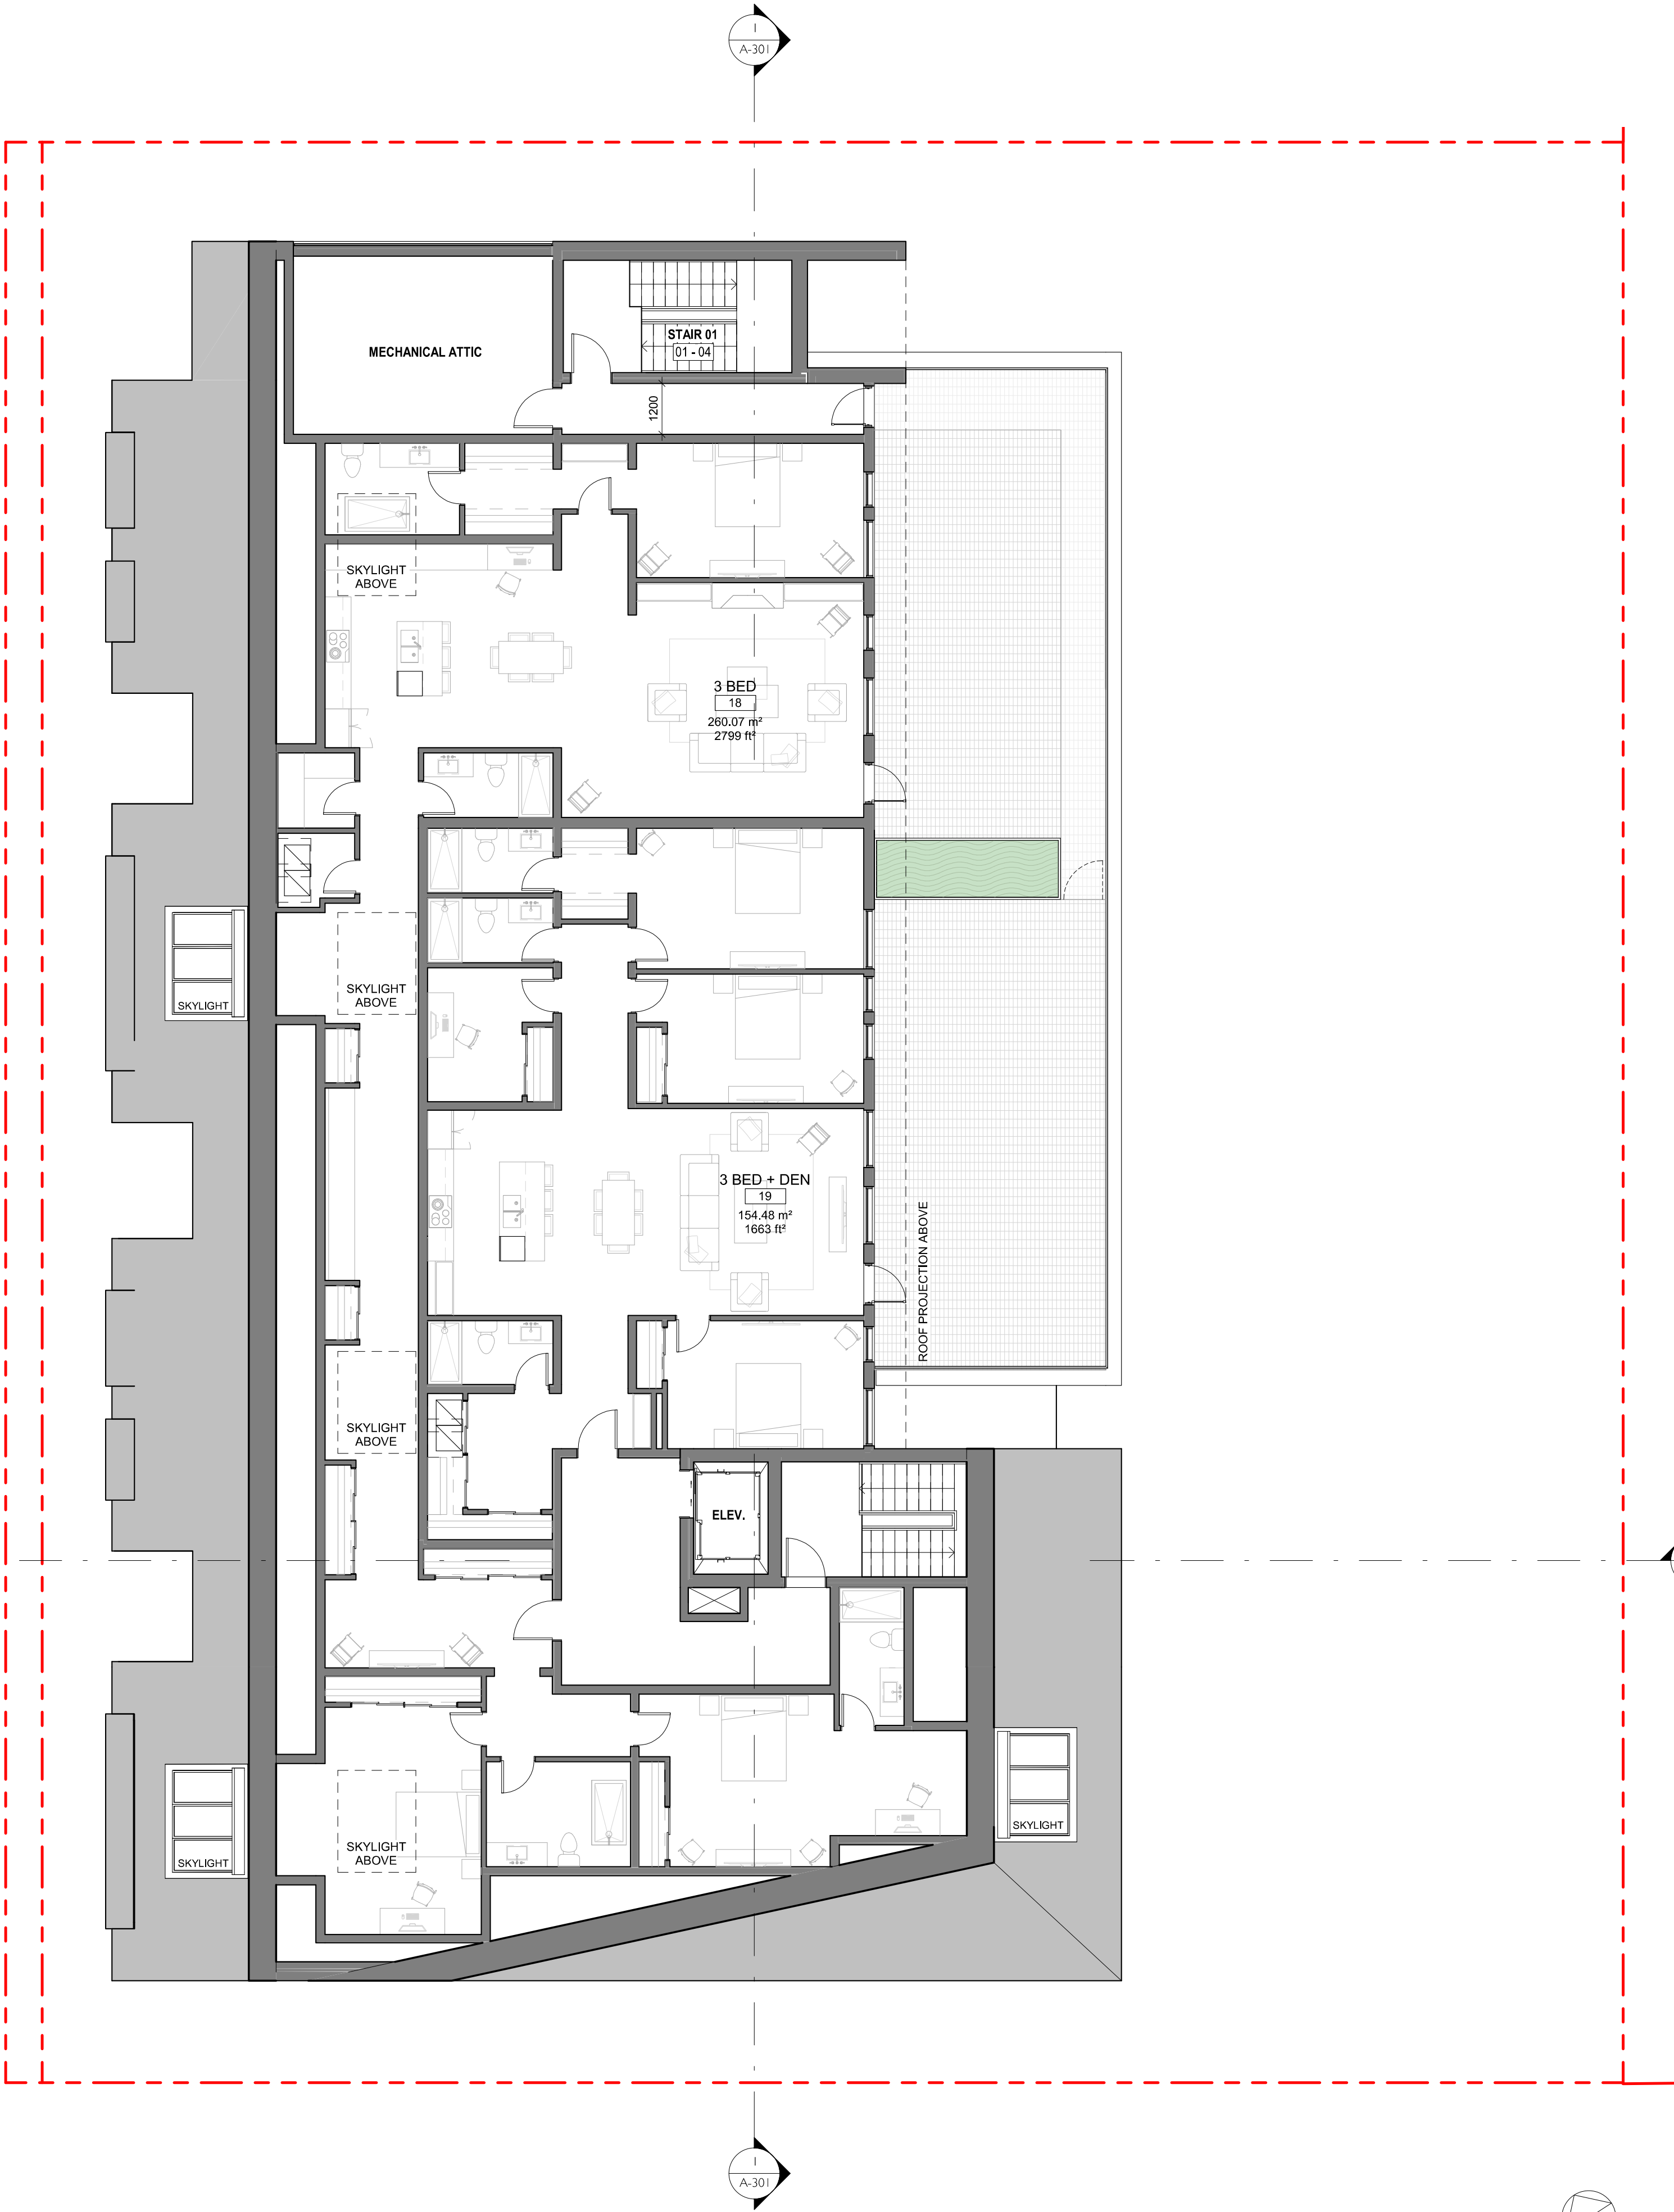 1
A-301
STAIR 01
01 - 04
MECHANICAL ATTIC
1200
SKYLIGHT
ABOVE
3 BED
18
260.07 m²
2799 ft²
SKYLIGHT
ABOVE
SKYLIGHT
3 BED + DEN
19
154.48 m²
1663 ft²
ROOF PROJECTION ABOVE
SKYLIGHT
ABOVE
ELEV.
SKYLIGHT
SKYLIGHT
ABOVE
SKYLIGHT
1
A-301